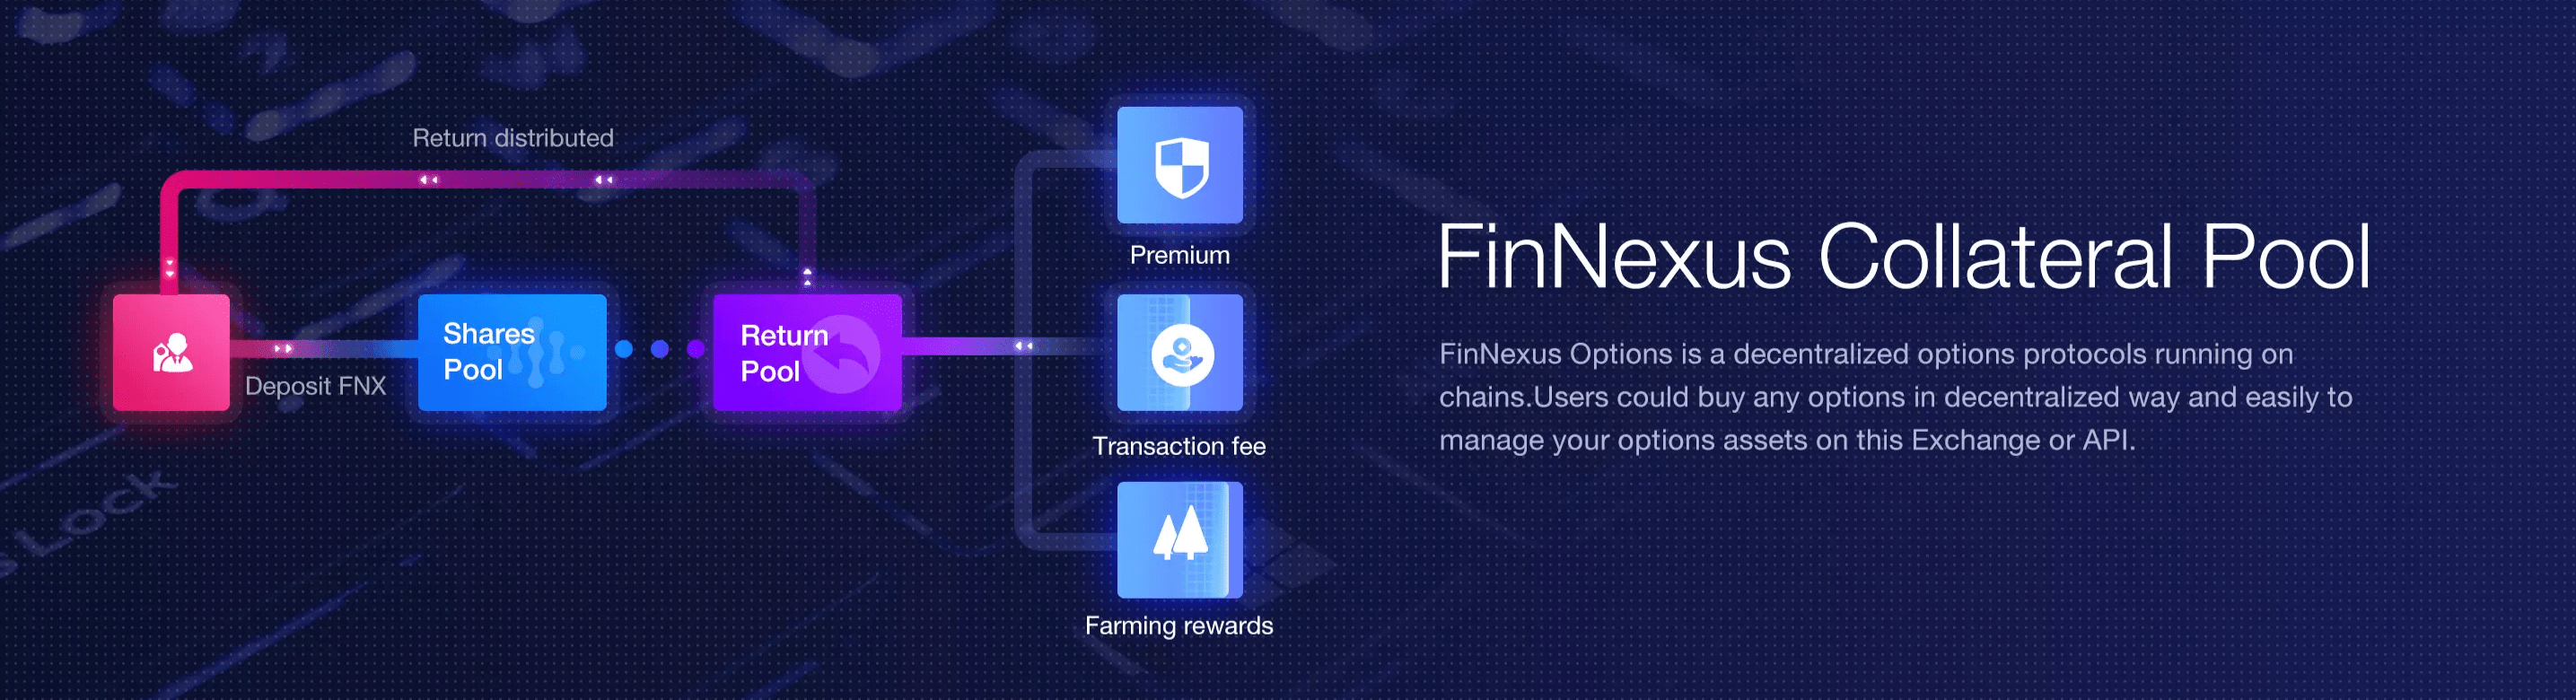 Return distributed
Premium
Shares
Pool
Return
Pool
Deposit FNX
Transaction fee
Farming rewards
FinNexus Collateral Pool
FinNexus Options is a decentralized options protocols running on
chains.Users could buy any options in decentralized way and easily to
manage your options assets on this Exchange or API.
Lock